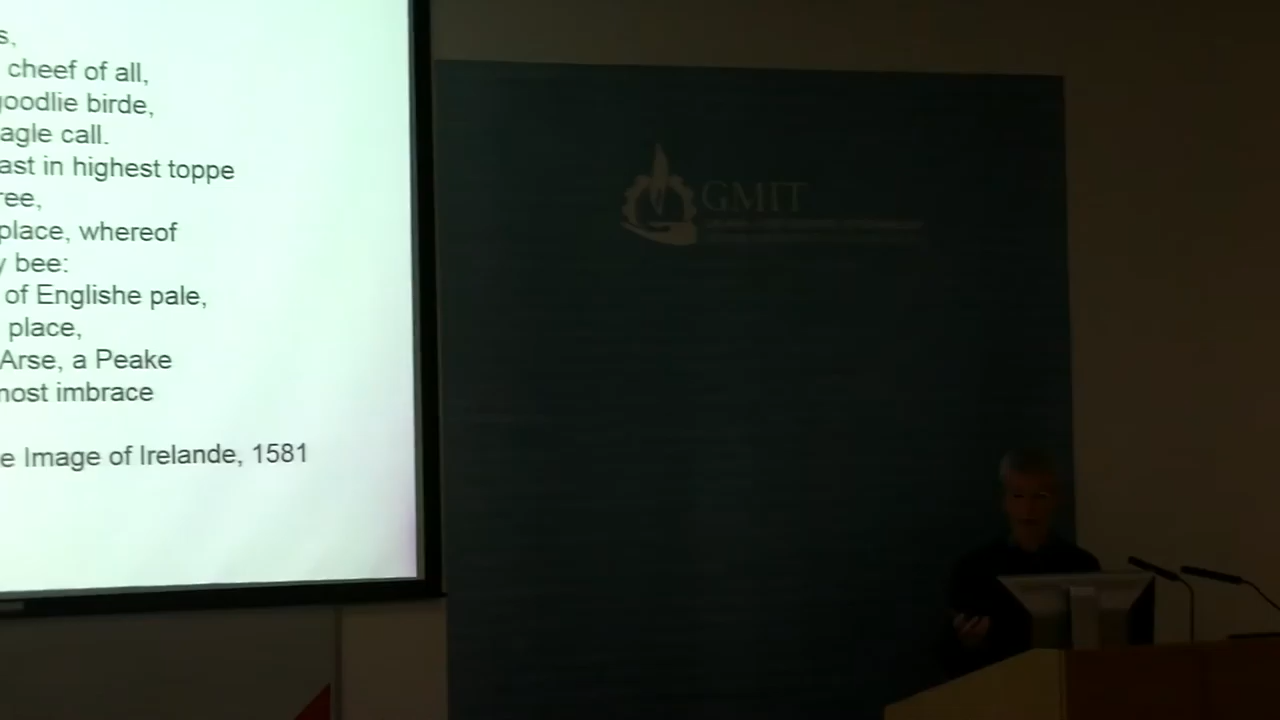 s,
cheef of all,
goodlie birde,
agle call.
ast in highest toppe
ree,
place, whereof
y bee:
of Englishe pale,
place,
Arse, a Peake
most imbrace
e Image of Irelande, 1581
GMIT